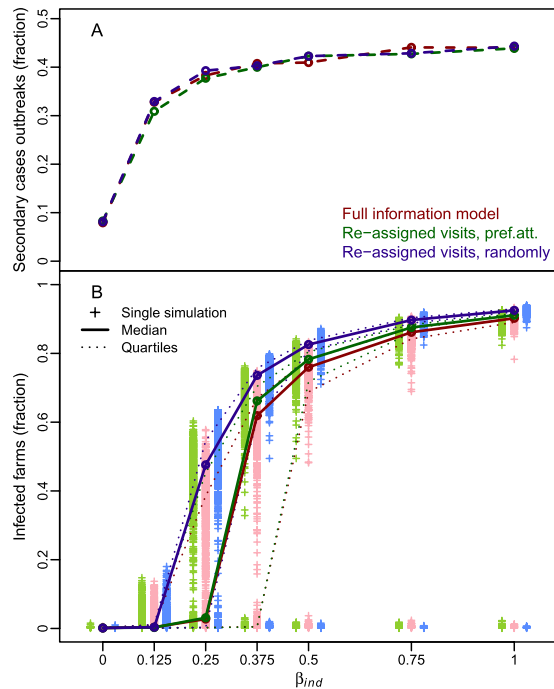 A
Secondary cases outbreaks (fraction)
0.5
0.4
0.3
0.2
0.1
0
Full information model
Re−assigned visits, pref.att.
Re−assigned visits, randomly
B
Single simulation
Median
Quartiles
Infected farms (fraction)
1
0.8
0.6
0.4
0.2
0
0 0.125 0.25 0.375 0.5 0.75 1
βind